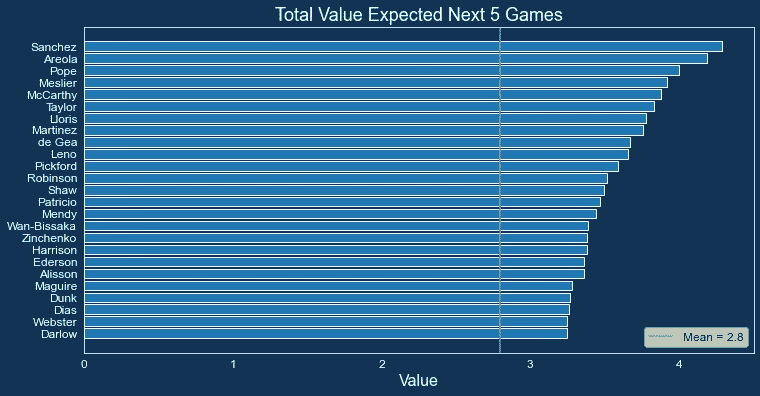 Total Value Expected Next 5 Games
Sanchez
Areola
Pope
Meslier
McCarthy
Taylor
Lloris
Martinez
de Gea
Leno
Pickford
Robinson
Shaw
Patricio
Mendy
Wan-Bissaka
Zinchenko
Harrison
Ederson
Alisson
Maguire
Dunk
Dias
Webster
Darlow
Mean = 2.8
0 1 2 3 4
Value